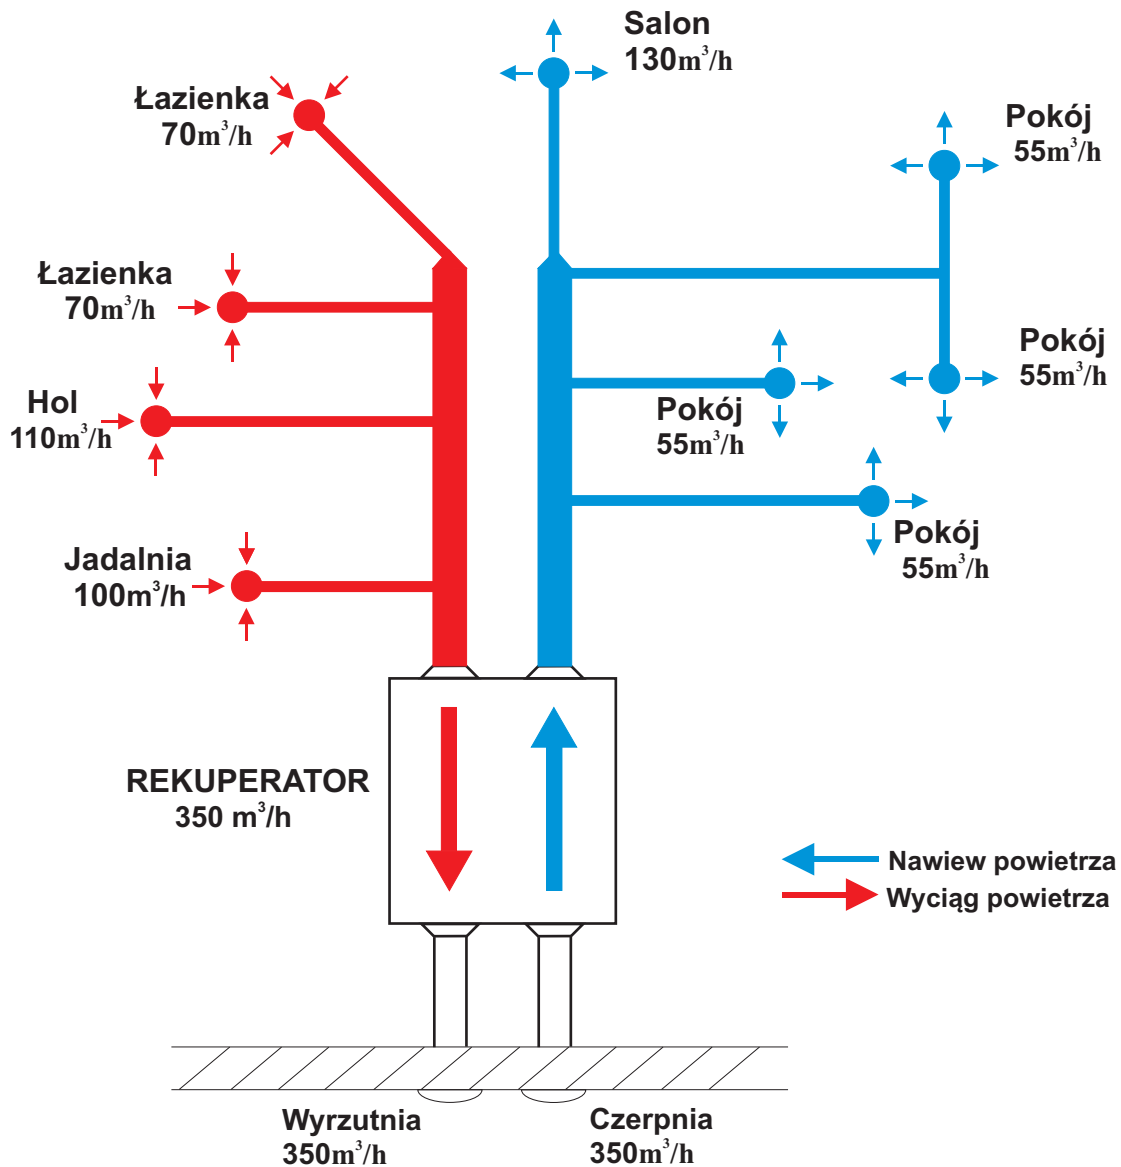 Salon
130m³/h
Łazienka
70m³/h
Pokój
55m³/h
Łazienka
70m³/h
Pokój
55m³/h
Hol
110m³/h
Pokój
55m³/h
Pokój
55m³/h
Jadalnia
100m³/h
REKUPERATOR
350 m³/h
Nawiew powietrza
Wyciąg powietrza
Wyrzutnia
350m³/h
Czerpnia
350m³/h